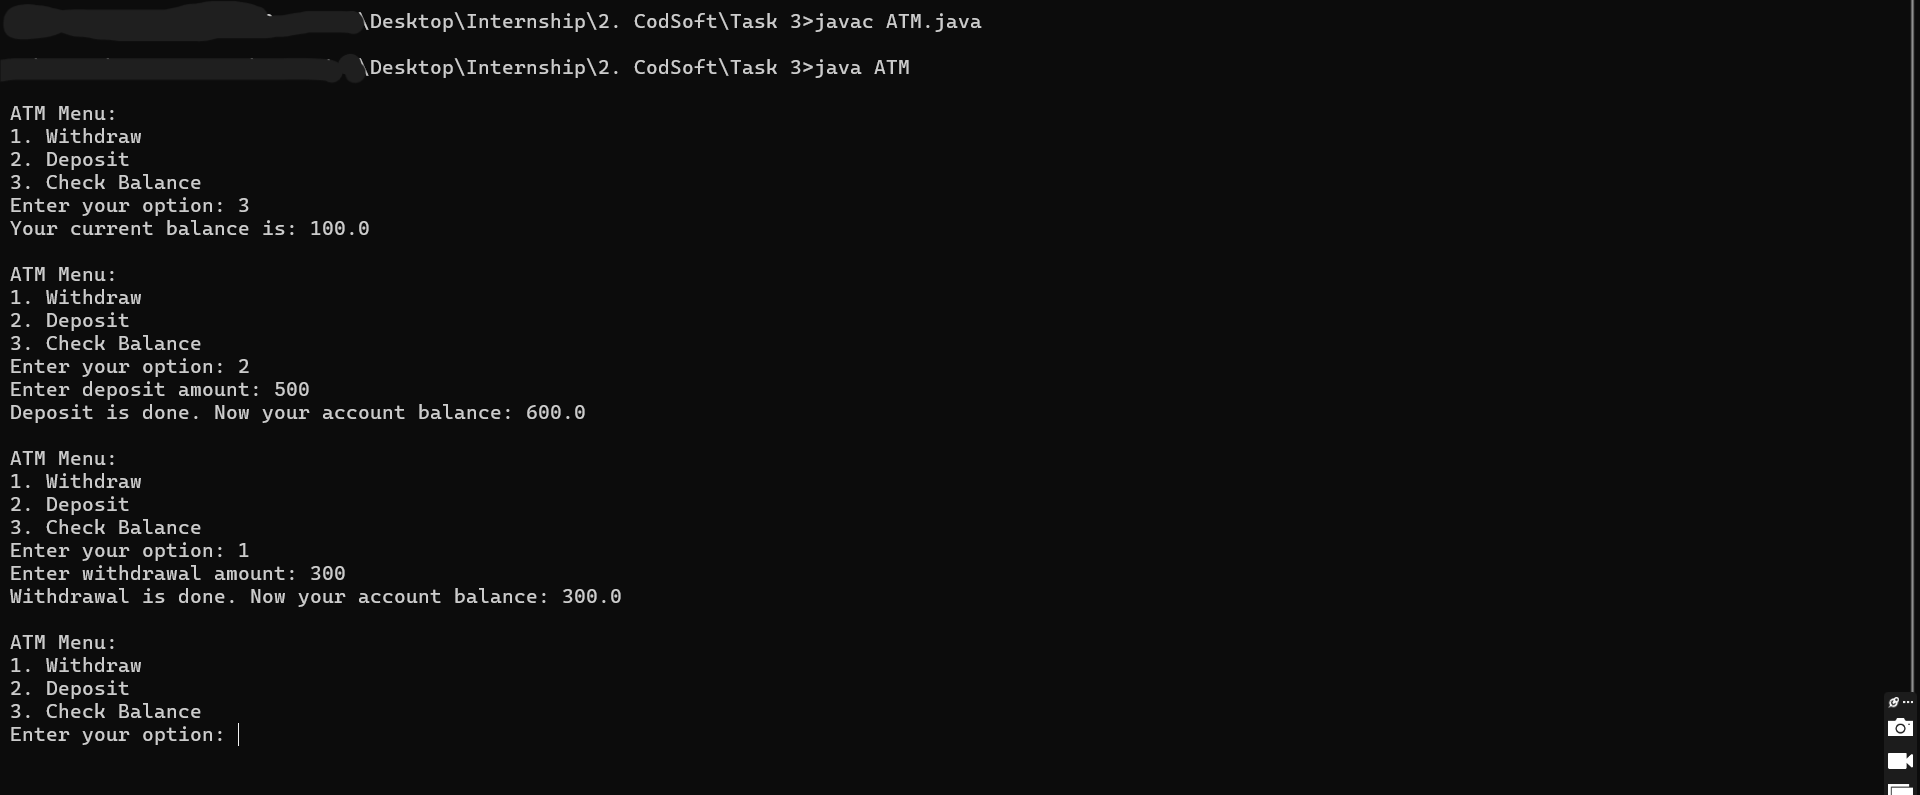 \Desktop\Internship\2. CodSoft\Task 3>javac ATM.java
\Desktop\Internship\2. CodSoft\Task 3>java ATM
ATM Menu:
1. Withdraw
2. Deposit
3. Check Balance
Enter your option: 3
Your current balance is: 100.0
ATM Menu:
1. Withdraw
2. Deposit
3. Check Balance
Enter your option: 2
Enter deposit amount: 500
Deposit is done. Now your account balance: 600.0
ATM Menu:
1. Withdraw
2. Deposit
3. Check Balance
Enter your option: 1
Enter withdrawal amount: 300
Withdrawal is done. Now your account balance: 300.0
ATM Menu:
1. Withdraw
2. Deposit
3. Check Balance
Enter your option: